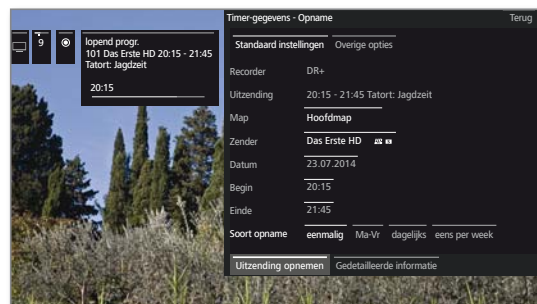 Timer-gegevens - Opname
Terug
9
lopend progr.
101 Das Erste HD 20:15 - 21:45
Tatort: Jagdzeit
20:15
Standaard instellingen Overige opties
Recorder DR+
Uitzending 20:15 - 21:45 Tatort: Jagdzeit
Map Hoofdmap
Zender Das Erste HD
Datum 23.07.2014
Begin 20:15
Einde 21:45
Soort opname eenmalig Ma-Vr dagelijks eens per week
Uitzending opnemen Gedetailleerde informatie